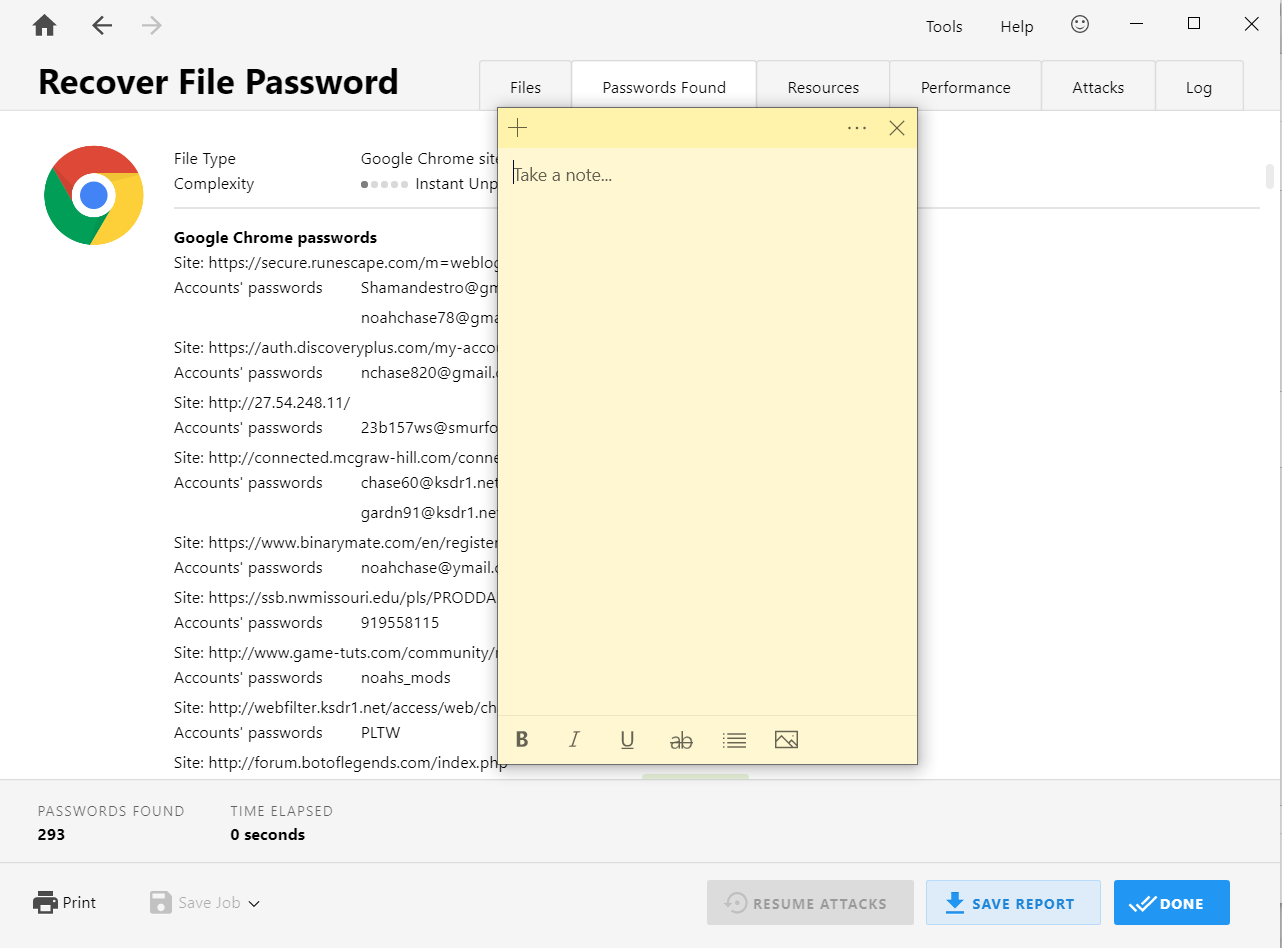 Tools Help
Recover File Password
Files Passwords Found Resources Performance Attacks Log
File Type Google Chrome site
Complexity Instant Unp
Google Chrome passwords
Site: https://secure.runescape.com/m=weblog
Accounts' passwords Shamandestro@gm
noahchase78@gma
Site: https://auth.discoveryplus.com/my-accou
Accounts' passwords nchase820@gmail.c
Site: http://27.54.248.11/
Accounts' passwords 23b157ws@smurfo
Site: http://connected.mcgraw-hill.com/conne
Accounts' passwords chase60@ksdr1.net
gardn91@ksdr1.net
Site: https://www.binarymate.com/en/register
Accounts' passwords noahchase@ymail.c
Site: https://ssb.nwmissouri.edu/pls/PRODDA
Accounts' passwords 919558115
Site: http://www.game-tuts.com/community/
Accounts' passwords noahs_mods
Site: http://webfilter.ksdr1.net/access/web/ch
Accounts' passwords PLTW
Site: http://forum.botoflegends.com/index.php
Take a note...
B I U ab
PASSWORDS FOUND TIME ELAPSED
293 0 seconds
Print Save Job RESUME ATTACKS SAVE REPORT DONE